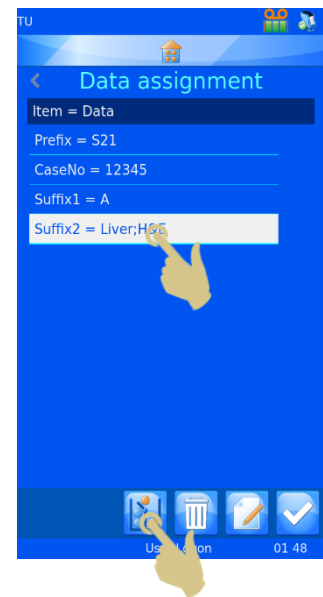 TU
Data assignment
Item = Data
Prefix = S21
CaseNo = 12345
Suffix1 = A
Suffix2 = Liver;H&E
01 48